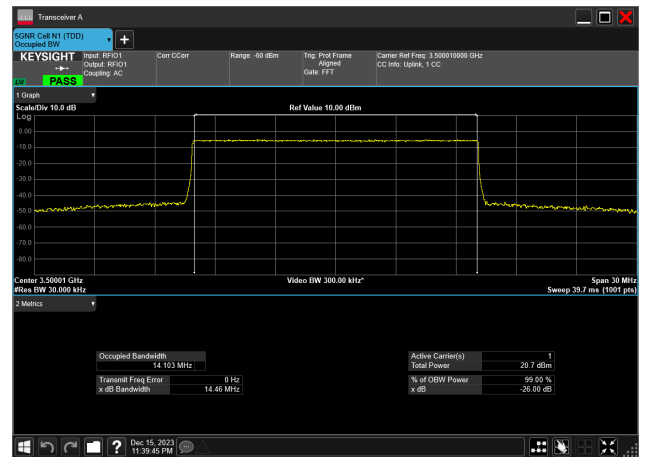 Transceiver A
5GNR Cell N1 (TDD)
Occupied BW
KEYSIGHT
LXI
PASS
Input: RFIO1
Output: RFIO1
Coupling: AC
Corr CCorr
Range: -60 dBm
Trig: Prot Frame
Aligned
Gate: FFT
Carrier Ref Freq: 3.500010000 GHz
CC Info: Uplink, 1 CC
1 Graph
Scale/Div 10.0 dB
Ref Value 10.00 dBm
Log
0.00
-10.0
-20.0
-30.0
-40.0
-50.0
-60.0
-70.0
-80.0
Center 3.50001 GHz
Video BW 300.00 kHz*
Span 30 MHz
#Res BW 30.000 kHz
Sweep 39.7 ms (1001 pts)
2 Metrics
Occupied Bandwidth
14.103 MHz
Active Carrier(s) 1
Total Power 20.7 dBm
Transmit Freq Error 0 Hz
x dB Bandwidth 14.46 MHz
% of OBW Power 99.00 %
x dB -26.00 dB
Dec 15, 2023
11:39:45 PM